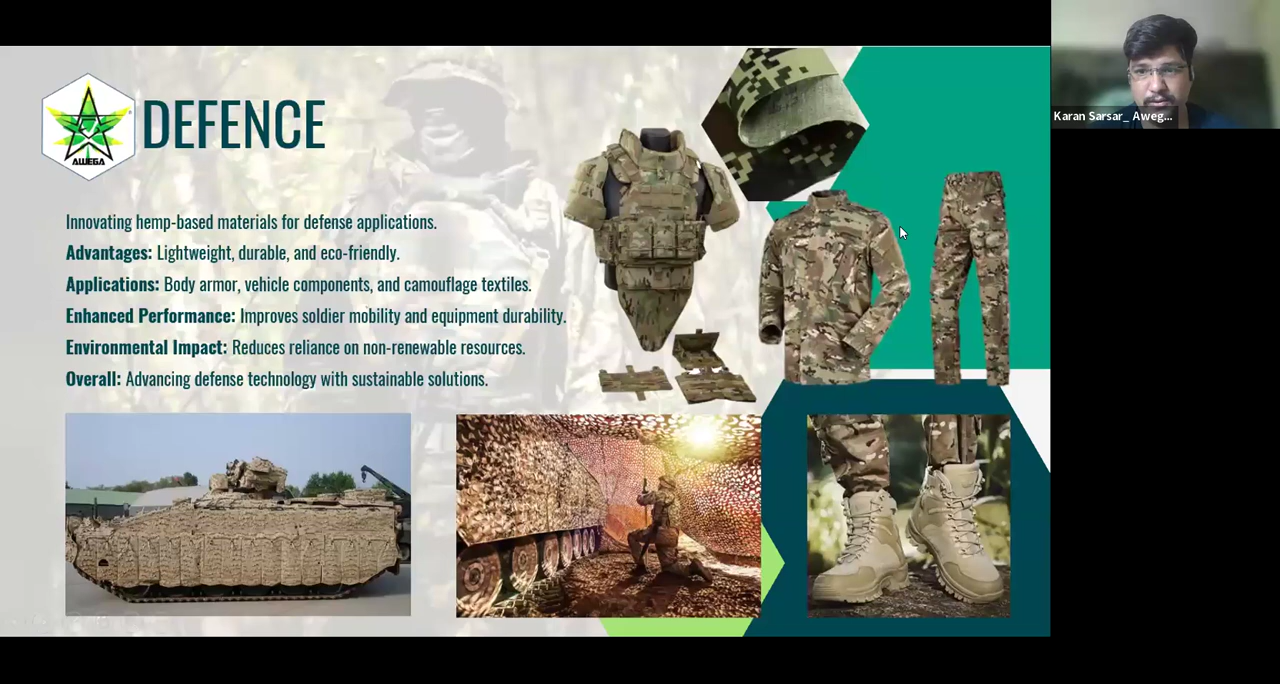 AWEGA
DEFENCE
Innovating hemp-based materials for defense applications.
Advantages: Lightweight, durable, and eco-friendly.
Applications: Body armor, vehicle components, and camouflage textiles.
Enhanced Performance: Improves soldier mobility and equipment durability.
Environmental Impact: Reduces reliance on non-renewable resources.
Overall: Advancing defense technology with sustainable solutions.
Karan Sarsar_ Aweg...